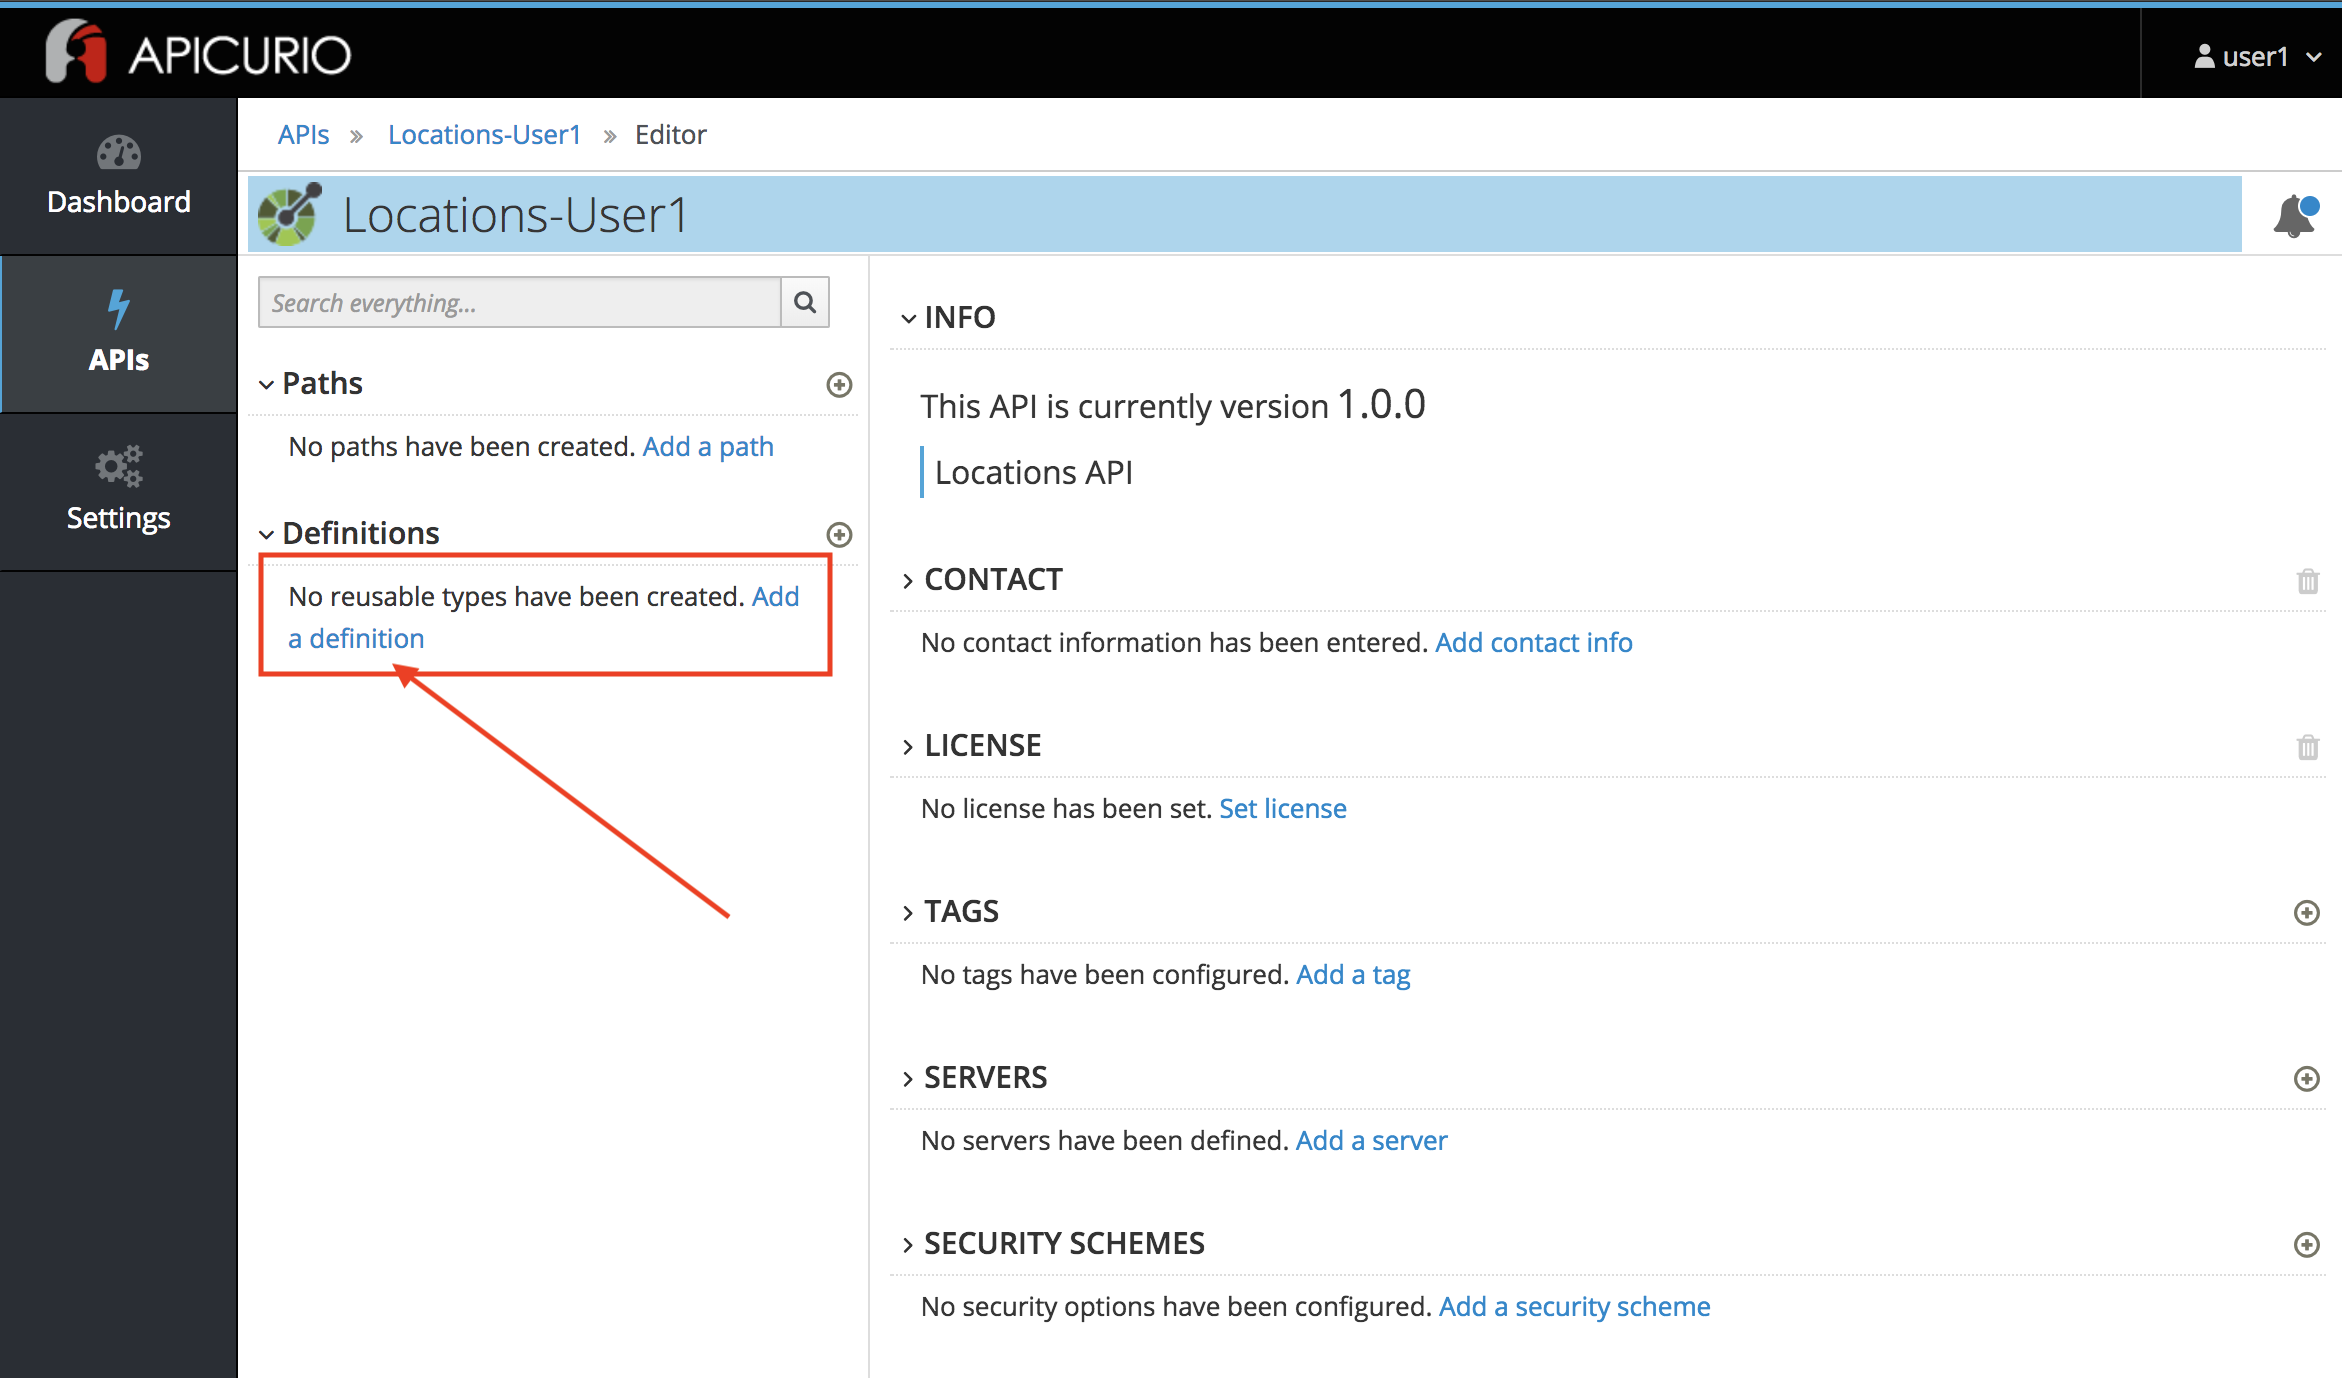 APICURIO
user1
Dashboard
APIs
Settings
APIs » Locations-User1 » Editor
Locations-User1
Search everything...
Paths
No paths have been created. Add a path
Definitions
No reusable types have been created. Add
a definition
INFO
This API is currently version 1.0.0
Locations API
CONTACT
No contact information has been entered. Add contact info
LICENSE
No license has been set. Set license
TAGS
No tags have been configured. Add a tag
SERVERS
No servers have been defined. Add a server
SECURITY SCHEMES
No security options have been configured. Add a security scheme